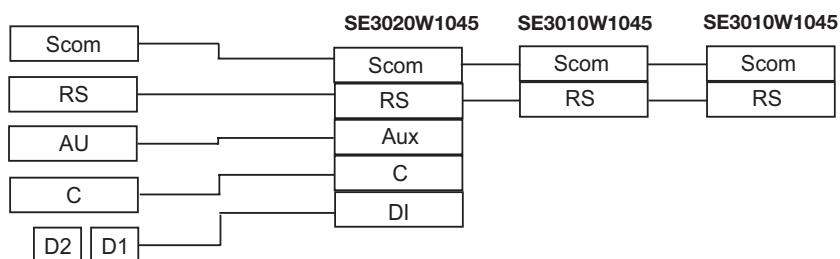 SE3020W1045 SE3010W1045 SE3010W1045
Scom Scom Scom Scom
RS RS RS RS
AU Aux
C C
D2 D1 DI